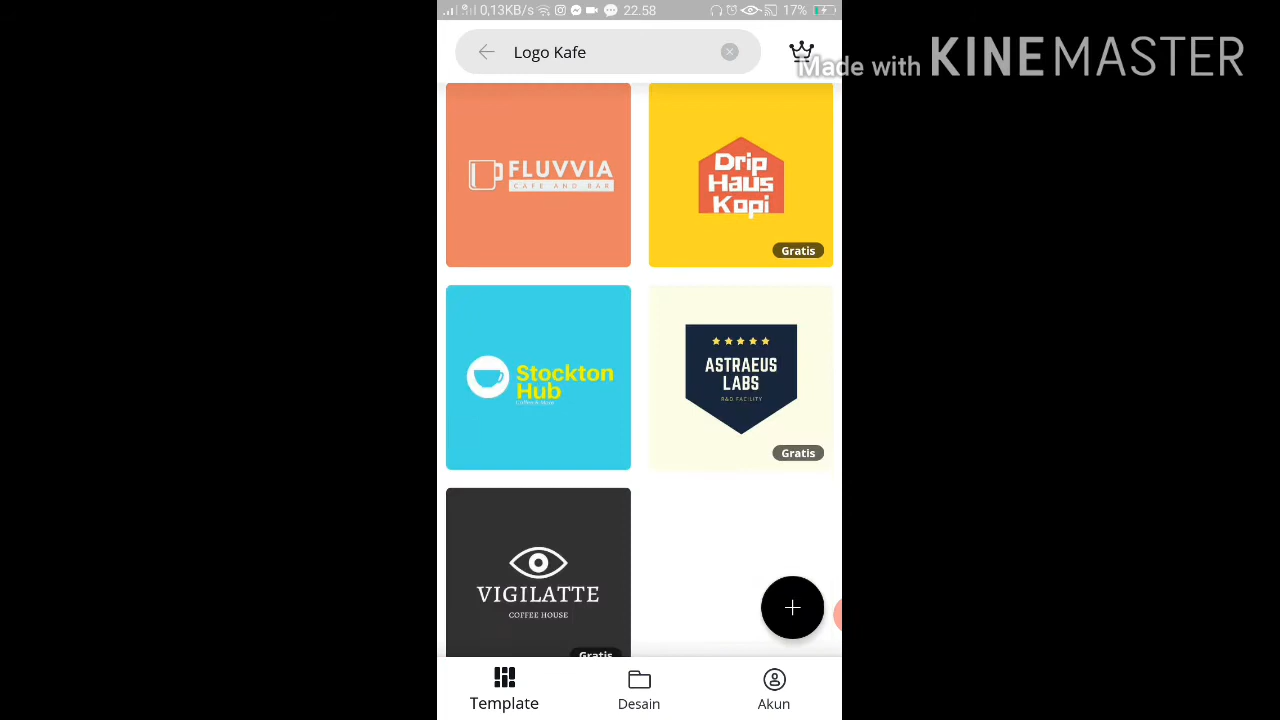 0,13KB/s
22.58
17%
Logo Kafe
Made with KINEMASTER
FLUVVIA
CAFE AND BAR
Drip
Haus
Kopi
Gratis
Stockton
Hub
ASTRAEUS
LABS
R&D FACILITY
Gratis
VIGILATTE
COFFEE HOUSE
Gratis
Template
Desain
Akun